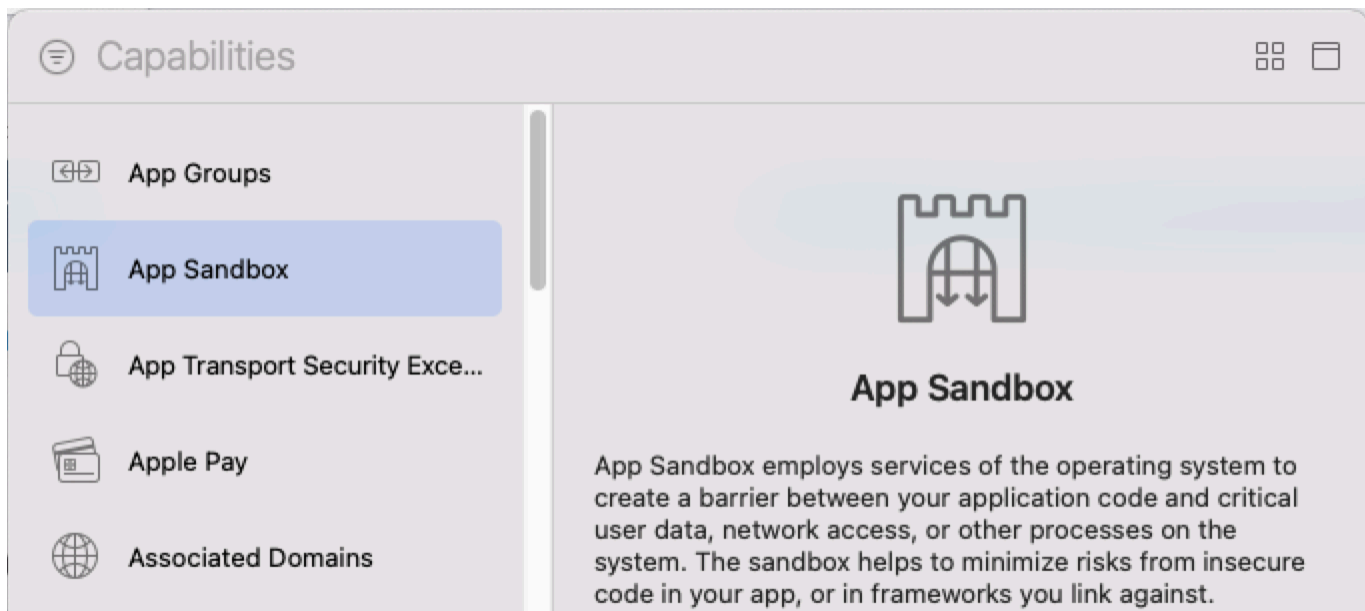 Capabilities
App Groups
App Sandbox
App Transport Security Exce...
Apple Pay
Associated Domains
App Sandbox
App Sandbox employs services of the operating system to
create a barrier between your application code and critical
user data, network access, or other processes on the
system. The sandbox helps to minimize risks from insecure
code in your app, or in frameworks you link against.